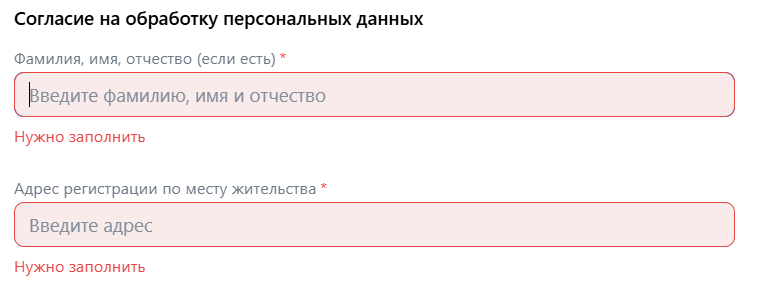 Согласие на обработку персональных данных
Фамилия, имя, отчество (если есть) *
Введите фамилию, имя и отчество
Нужно заполнить
Адрес регистрации по месту жительства *
Введите адрес
Нужно заполнить